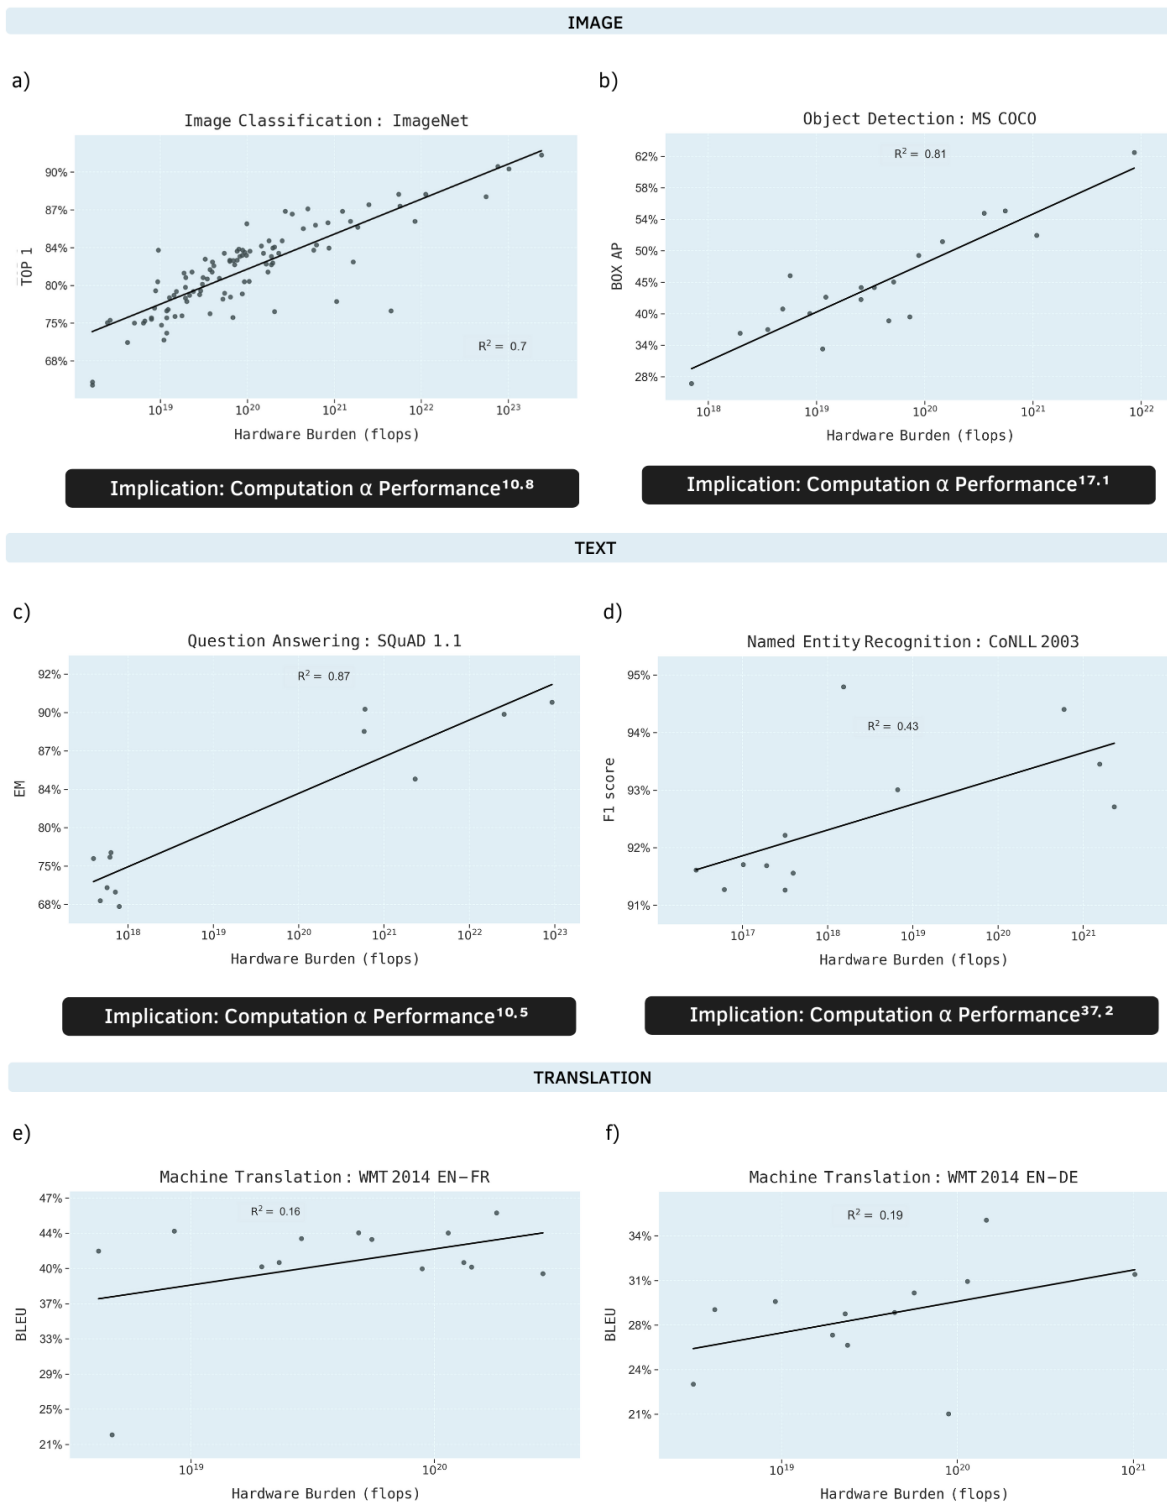 IMAGE
a)
Image Classification: ImageNet
TOP 1
90%
87%
84%
80%
75%
68%
R² = 0.7
10¹⁹ 10²⁰ 10²¹ 10²² 10²³
Hardware Burden (flops)
Implication: Computation α Performance¹⁰·⁸
b)
Object Detection: MS COCO
BOX AP
62%
58%
54%
50%
45%
40%
34%
28%
R² = 0.81
10¹⁸ 10¹⁹ 10²⁰ 10²¹ 10²²
Hardware Burden (flops)
Implication: Computation α Performance¹⁷·¹
TEXT
c)
Question Answering: SQuAD 1.1
EM
92%
90%
87%
84%
80%
75%
68%
R² = 0.87
10¹⁸ 10¹⁹ 10²⁰ 10²¹ 10²² 10²³
Hardware Burden (flops)
Implication: Computation α Performance¹⁰·⁵
d)
Named Entity Recognition: CoNLL 2003
F1 score
95%
94%
93%
92%
91%
R² = 0.43
10¹⁷ 10¹⁸ 10¹⁹ 10²⁰ 10²¹
Hardware Burden (flops)
Implication: Computation α Performance³⁷·²
TRANSLATION
e)
Machine Translation: WMT 2014 EN-FR
BLEU
47%
44%
40%
37%
33%
29%
25%
21%
R² = 0.16
10¹⁹ 10²⁰
Hardware Burden (flops)
f)
Machine Translation: WMT 2014 EN-DE
BLEU
34%
31%
28%
24%
21%
R² = 0.19
10¹⁹ 10²⁰ 10²¹
Hardware Burden (flops)